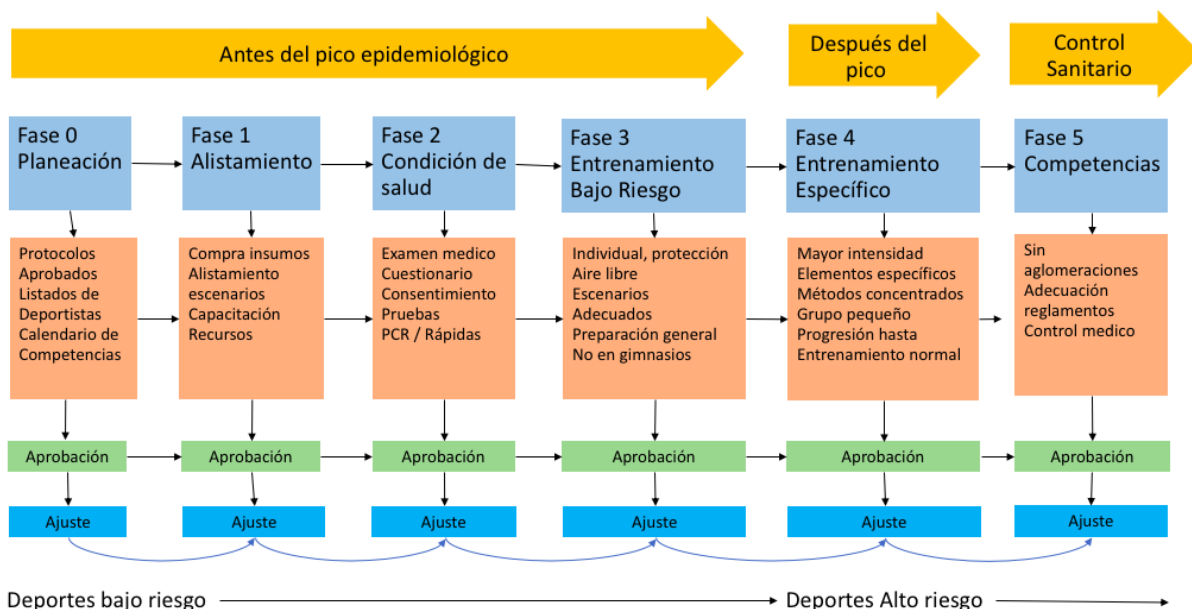 Antes del pico epidemiológico
Después del
pico
Control
Sanitario
Fase 0
Planeación
Fase 1
Alistamiento
Fase 2
Condición de
salud
Fase 3
Entrenamiento
Bajo Riesgo
Fase 4
Entrenamiento
Específico
Fase 5
Competencias
Protocolos
Aprobados
Listados de
Deportistas
Calendario de
Competencias
Compra insumos
Alistamiento
escenarios
Capacitación
Recursos
Examen medico
Cuestionario
Consentimiento
Pruebas
PCR / Rápidas
Individual, protección
Aire libre
Escenarios
Adecuados
Preparación general
No en gimnasios
Mayor intensidad
Elementos específicos
Métodos concentrados
Grupo pequeño
Progresión hasta
Entrenamiento normal
Sin
aglomeraciones
Adecuación
reglamentos
Control medico
Aprobación
Aprobación
Aprobación
Aprobación
Aprobación
Aprobación
Ajuste
Ajuste
Ajuste
Ajuste
Ajuste
Ajuste
Deportes bajo riesgo
Deportes Alto riesgo